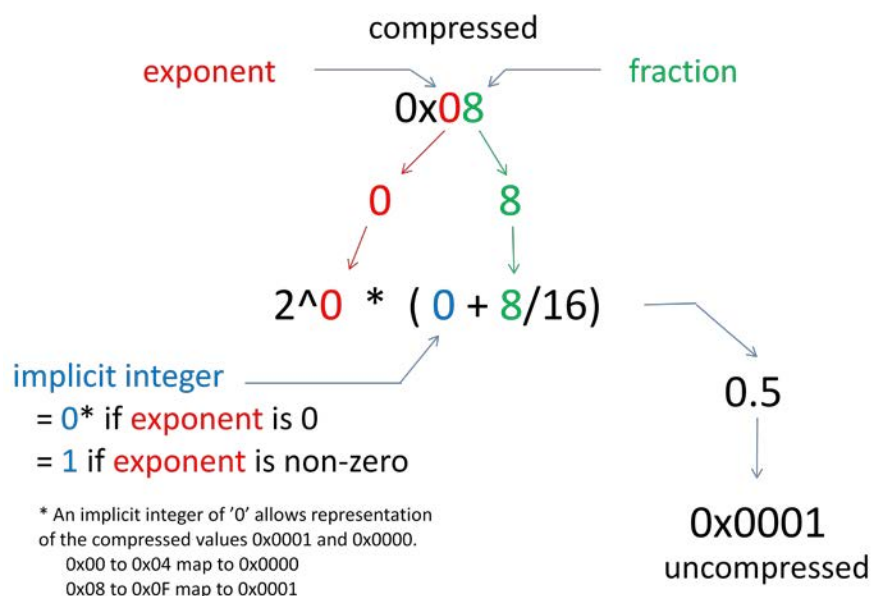 compressed
exponent
fraction
0x08
0
8
2^0 * ( 0 + 8/16)
implicit integer
= 0* if exponent is 0
= 1 if exponent is non-zero
0.5
* An implicit integer of ’0’ allows representation
of the compressed values 0x0001 and 0x0000.
0x00 to 0x04 map to 0x0000
0x08 to 0x0F map to 0x0001
0x0001
uncompressed